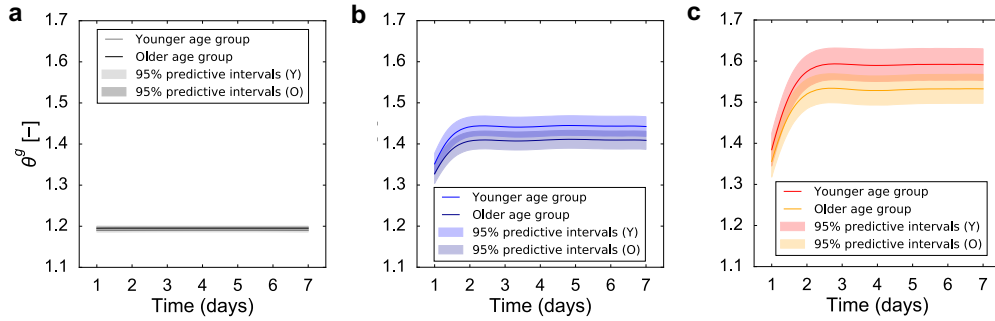 a
1.7
1.6
1.5
1.4
1.3
1.2
1.1
θ^g [−]
Younger age group
Older age group
95% predictive intervals (Y)
95% predictive intervals (O)
1 2 3 4 5 6 7
Time (days)
b
1.7
1.6
1.5
1.4
1.3
1.2
1.1
Younger age group
Older age group
95% predictive intervals (Y)
95% predictive intervals (O)
1 2 3 4 5 6 7
Time (days)
c
1.7
1.6
1.5
1.4
1.3
1.2
1.1
Younger age group
Older age group
95% predictive intervals (Y)
95% predictive intervals (O)
1 2 3 4 5 6 7
Time (days)